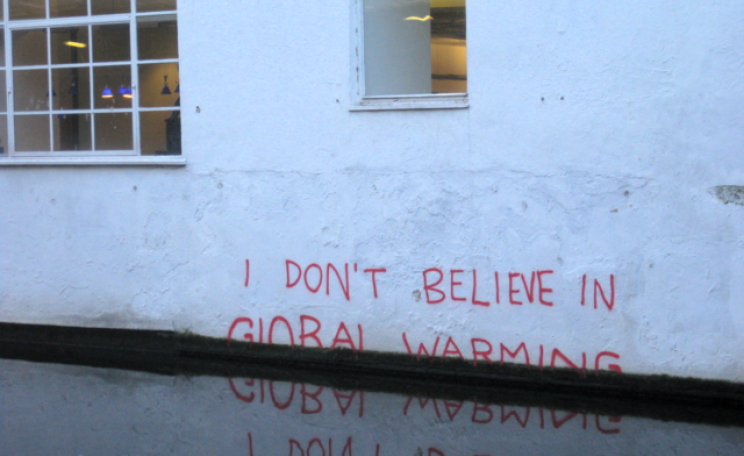 I DON'T BELIEVE IN
GLOBAL WARMING